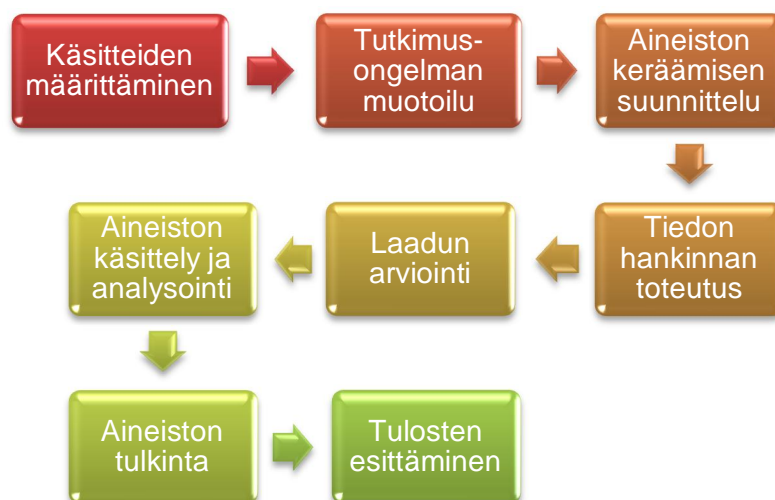 Käsitteiden
määrittäminen
Tutkimus-
ongelman
muotoilu
Aineiston
keräämisen
suunnittelu
Tiedon
hankinnan
toteutus
Laadun
arviointi
Aineiston
käsittely ja
analysointi
Aineiston
tulkinta
Tulosten
esittäminen